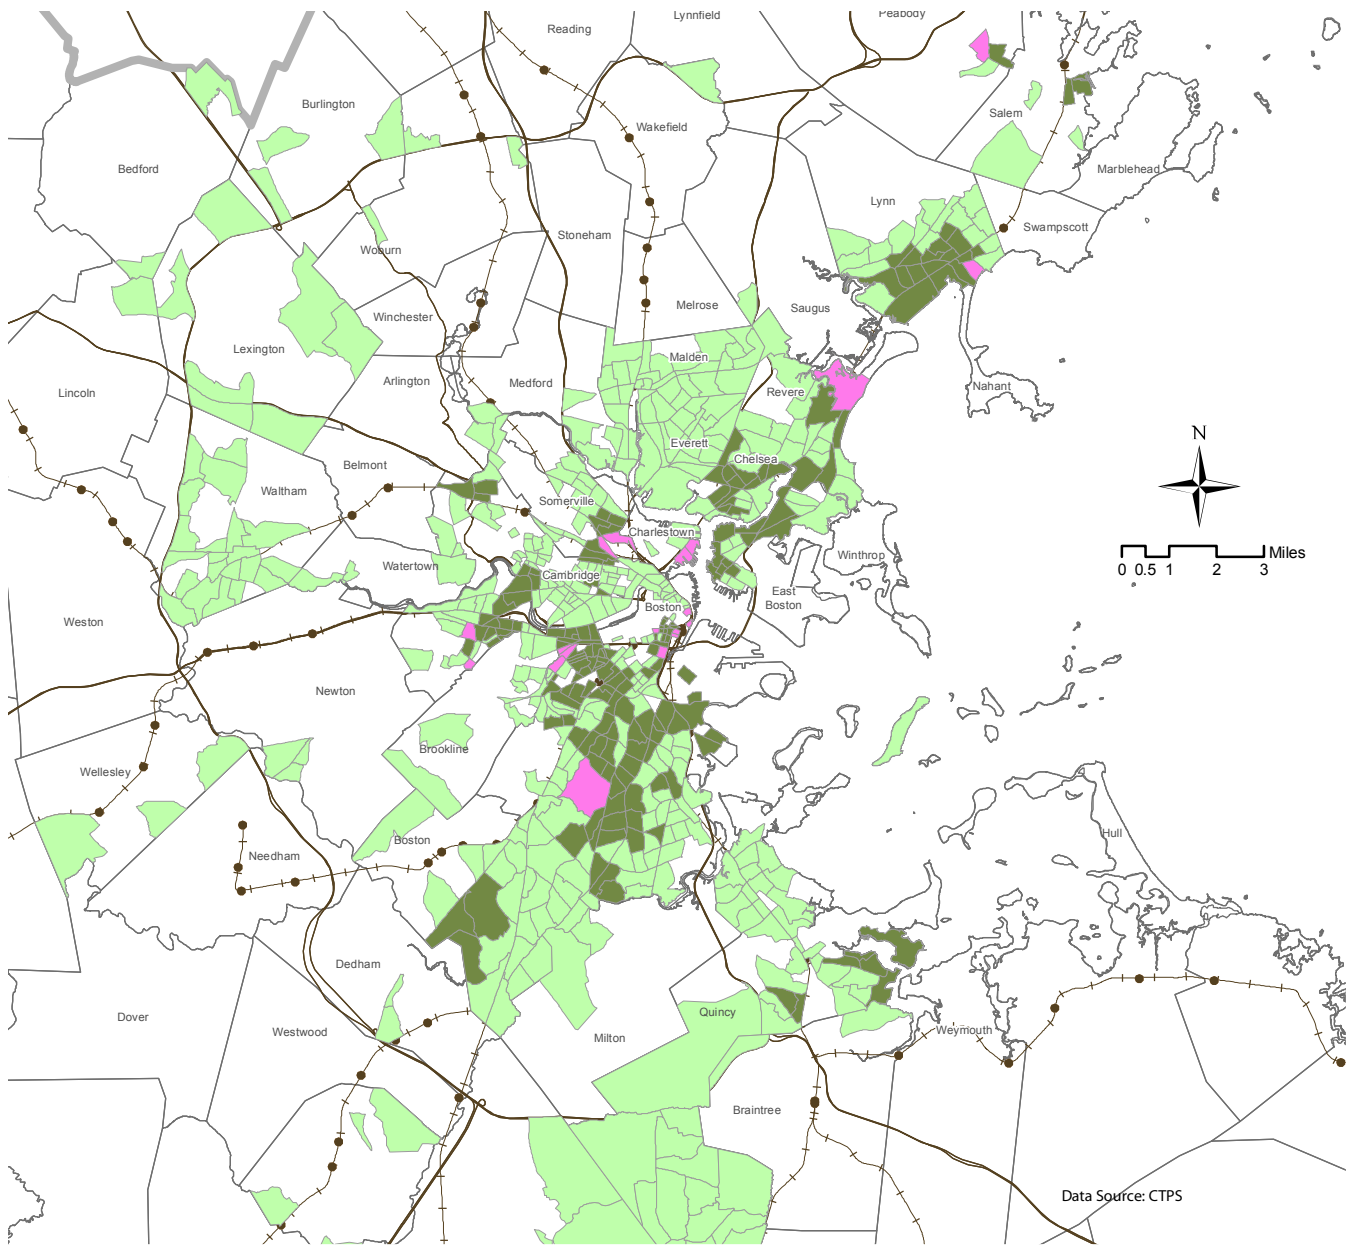 Lynnfield
Peabody
Reading
Burlington
Salem
Wakefield
Bedford
Marblehead
Lynn
Swampscott
Stoneham
Woburn
Melrose
Saugus
Winchester
Lexington
Malden
Arlington
Medford
Nahant
Lincoln
Revere
N
Everett
Chelsea
Belmont
Waltham
Somerville
Charlestown
Winthrop
Miles
0 0.5 1 2 3
Watertown
Cambridge
East
Boston
Boston
Weston
Newton
Brookline
Wellesley
Hull
Boston
Needham
Dedham
Quincy
Dover
Westwood
Milton
Weymouth
Braintree
Data Source: CTPS